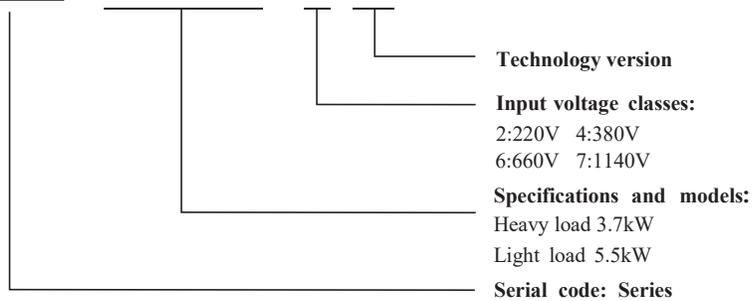 Technology version
Input voltage classes:
2:220V 4:380V
6:660V 7:1140V
Specifications and models:
Heavy load 3.7kW
Light load 5.5kW
Serial code: Series